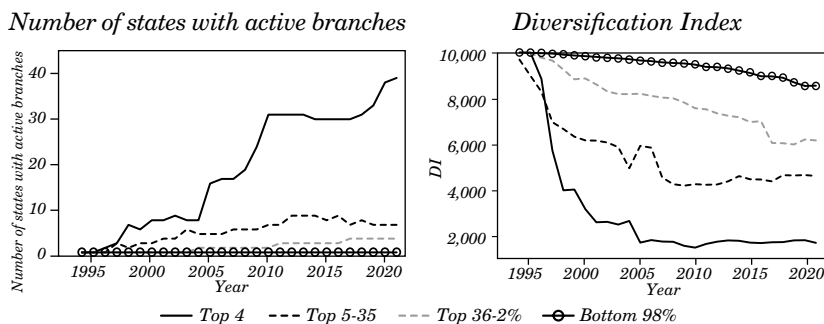 Number of states with active branches
Number of states with active branches
40
30
20
10
0
1995 2000 2005 2010 2015 2020
Year
Diversification Index
DI
10,000
8,000
6,000
4,000
2,000
1995 2000 2005 2010 2015 2020
Year
Top 4 Top 5-35 Top 36-2% Bottom 98%